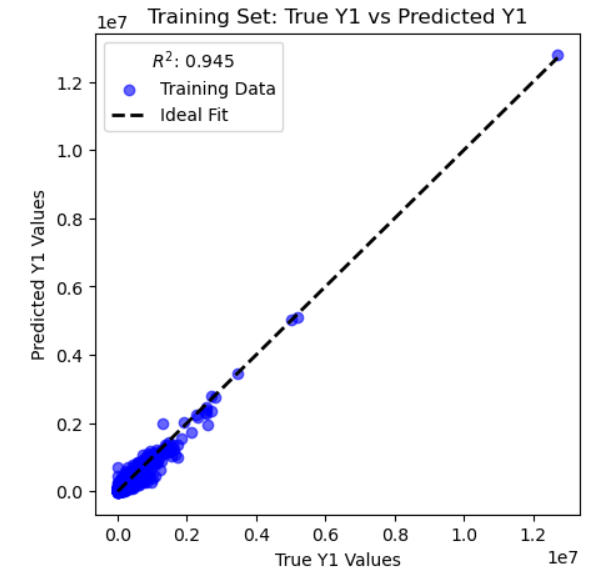 Training Set: True Y1 vs Predicted Y1
1e7
R²: 0.945
Training Data
Ideal Fit
1.2
1.0
0.8
0.6
0.4
0.2
0.0
Predicted Y1 Values
0.0 0.2 0.4 0.6 0.8 1.0 1.2
True Y1 Values
1e7